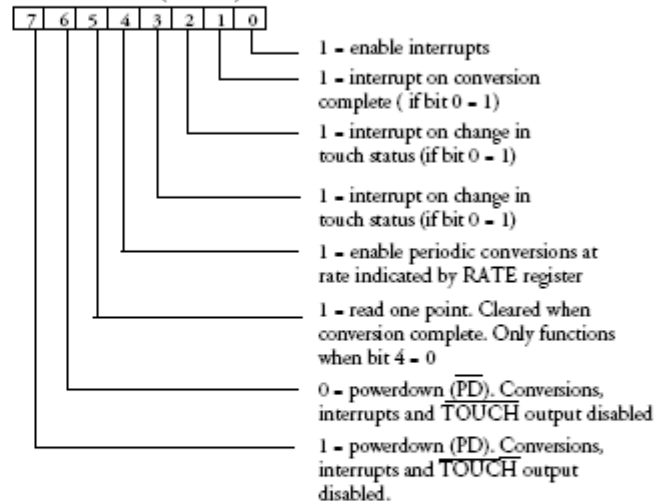 7 6 5 4 3 2 1 0
1 = enable interrupts
1 = interrupt on conversion
complete ( if bit 0 = 1)
1 = interrupt on change in
touch status (if bit 0 = 1)
1 = interrupt on change in
touch status (if bit 0 = 1)
1 = enable periodic conversions at
rate indicated by RATE register
1 = read one point. Cleared when
conversion complete. Only functions
when bit 4 = 0
0 = powerdown (P̅D̅). Conversions,
interrupts and T̅O̅U̅C̅H̅ output disabled
1 = powerdown (PD). Conversions,
interrupts and T̅O̅U̅C̅H̅ output
disabled.